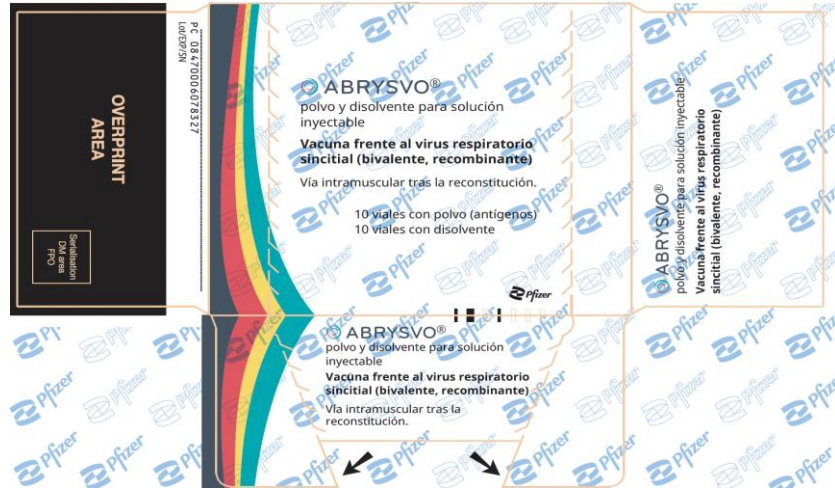 OVERPRINT
AREA
Serialisation
DM area
FPO
PC 08470006078327
Lot/EXP/SN
ABRYSVO®
polvo y disolvente para solución
inyectable
Vacuna frente al virus respiratorio
sincitial (bivalente, recombinante)
Vía intramuscular tras la reconstitución.
10 viales con polvo (antígenos)
10 viales con disolvente
Pfizer
ABRYSVO®
polvo y disolvente para solución inyectable
Vacuna frente al virus respiratorio
sincitial (bivalente, recombinante)
ABRYSVO®
polvo y disolvente para solución
inyectable
Vacuna frente al virus respiratorio
sincitial (bivalente, recombinante)
Vía intramuscular tras la
reconstitución.